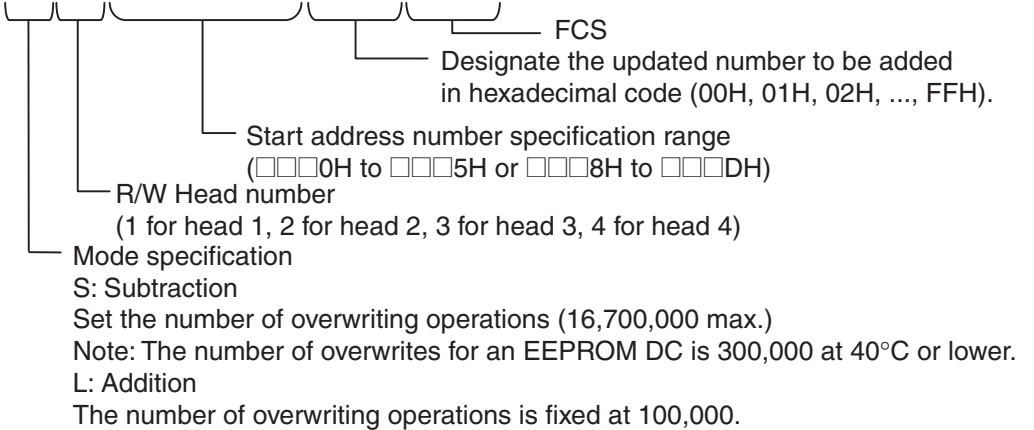 FCS
Designate the updated number to be added
in hexadecimal code (00H, 01H, 02H, ..., FFH).
Start address number specification range
(□□□0H to □□□5H or □□□8H to □□□DH)
R/W Head number
(1 for head 1, 2 for head 2, 3 for head 3, 4 for head 4)
Mode specification
S: Subtraction
Set the number of overwriting operations (16,700,000 max.)
Note: The number of overwrites for an EEPROM DC is 300,000 at 40°C or lower.
L: Addition
The number of overwriting operations is fixed at 100,000.